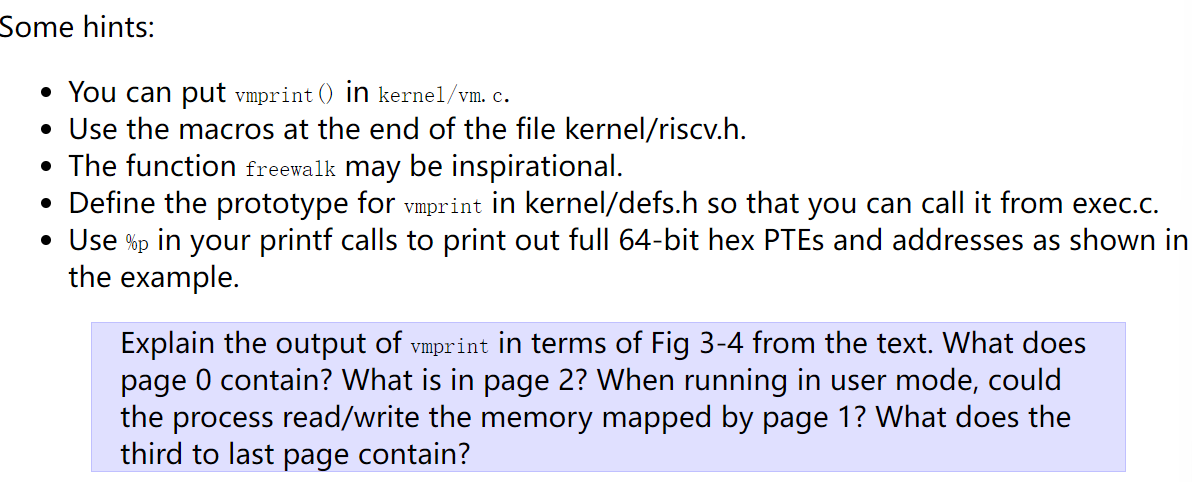 Some hints:
• You can put vmprint() in kernel/vm.c.
• Use the macros at the end of the file kernel/riscv.h.
• The function freewalk may be inspirational.
• Define the prototype for vmprint in kernel/defs.h so that you can call it from exec.c.
• Use %p in your printf calls to print out full 64-bit hex PTEs and addresses as shown in
the example.
Explain the output of vmprint in terms of Fig 3-4 from the text. What does
page 0 contain? What is in page 2? When running in user mode, could
the process read/write the memory mapped by page 1? What does the
third to last page contain?